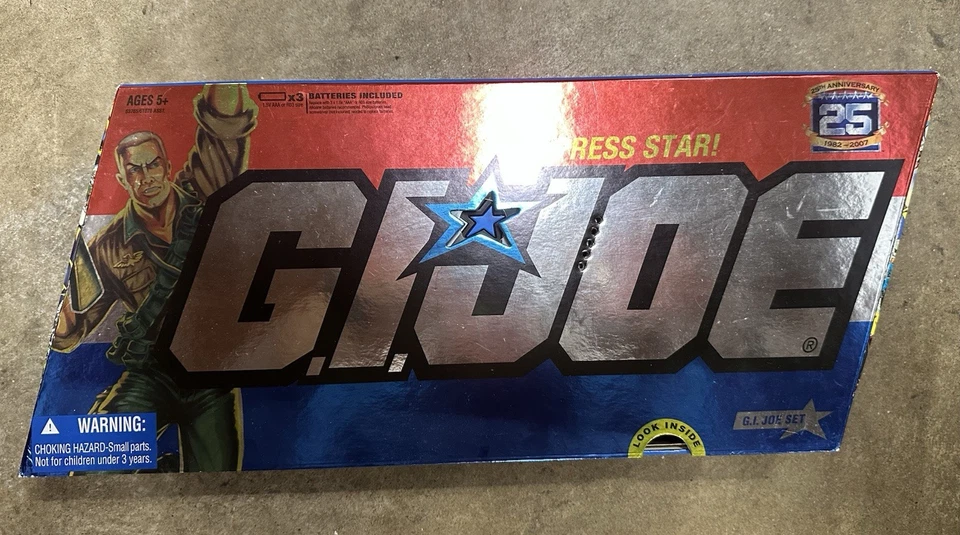 AGES 5+
x3 BATTERIES INCLUDED
25TH ANNIVERSARY
25
1982-2007
RESS STAR!
G.I. JOE
®
WARNING:
CHOKING HAZARD-Small parts.
Not for children under 3 years.
LOOK INSIDE
G.I. JOE SET